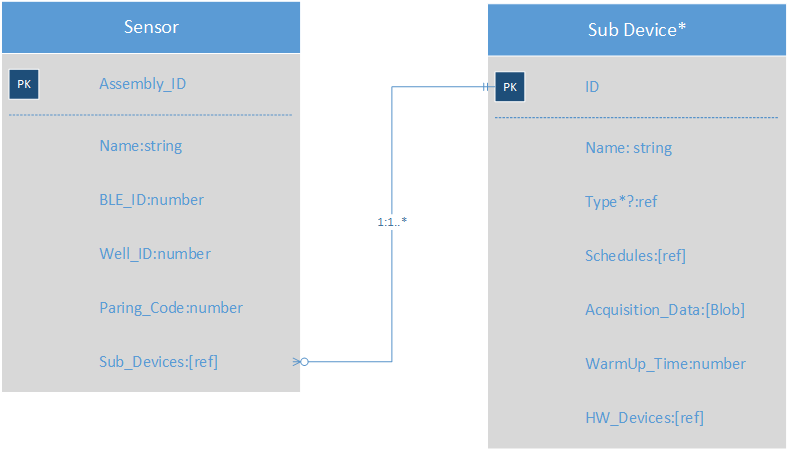 Sensor
PK
Assembly_ID
Name:string
BLE_ID:number
Well_ID:number
Paring_Code:number
Sub_Devices:[ref]
1:1..*
Sub Device*
PK
ID
Name: string
Type*?:ref
Schedules:[ref]
Acquisition_Data:[Blob]
WarmUp_Time:number
HW_Devices:[ref]